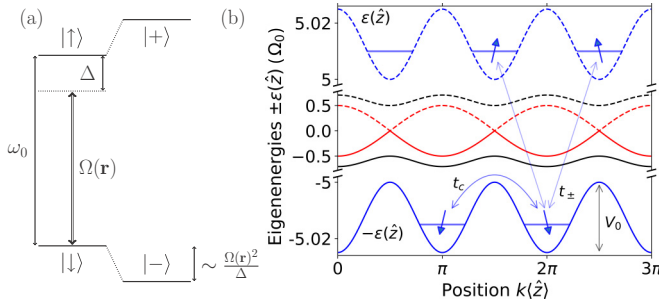 (a)
|↑⟩
|+⟩
Δ
ω₀
Ω(r)
|↓⟩
|−⟩
∼ Ω(r)²/Δ
(b)
Eigenenergies ±ε(ẑ) (Ω₀)
5.02
5
0.5
0.0
−0.5
-5
-5.02
ε(ẑ)
t_c
t_±
−ε(ẑ)
V₀
0
π
2π
3π
Position k⟨ẑ⟩